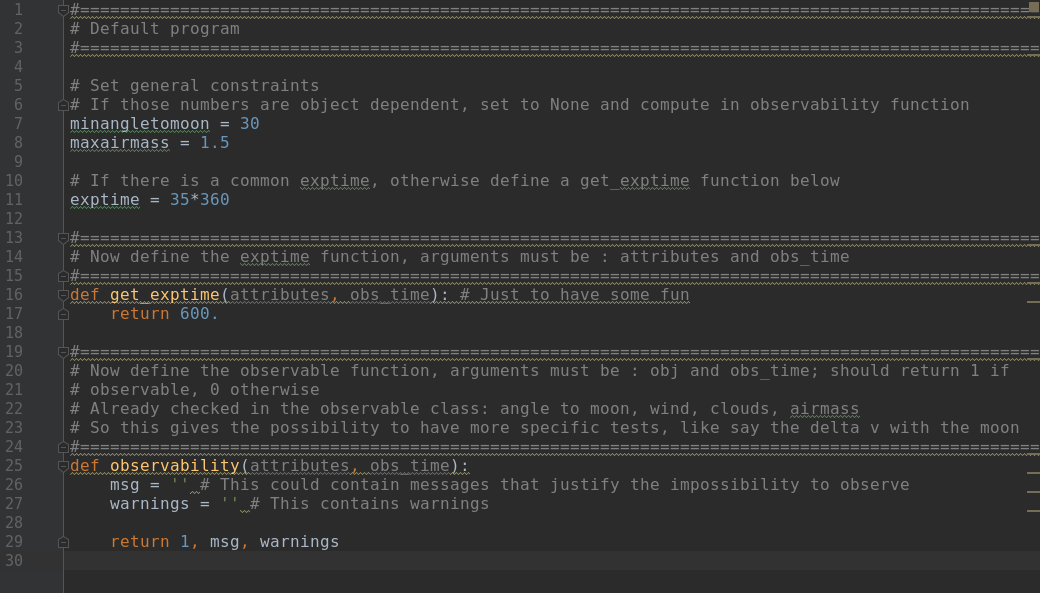 1 #=================================================================================================
2 # Default program
3 #=================================================================================================
4
5 # Set general constraints
6 # If those numbers are object dependent, set to None and compute in observability function
7 minangletomoon = 30
8 maxairmass = 1.5
9
10 # If there is a common exptime, otherwise define a get_exptime function below
11 exptime = 35*360
12
13 #=================================================================================================
14 # Now define the exptime function, arguments must be : attributes and obs_time
15 #=================================================================================================
16 def get_exptime(attributes, obs_time): # Just to have some fun
17     return 600.
18
19 #=================================================================================================
20 # Now define the observable function, arguments must be : obj and obs_time; should return 1 if
21 # observable, 0 otherwise
22 # Already checked in the observable class: angle to moon, wind, clouds, airmass
23 # So this gives the possibility to have more specific tests, like say the delta v with the moon
24 #=================================================================================================
25 def observability(attributes, obs_time):
26     msg = '' # This could contain messages that justify the impossibility to observe
27     warnings = '' # This contains warnings
28
29     return 1, msg, warnings
30